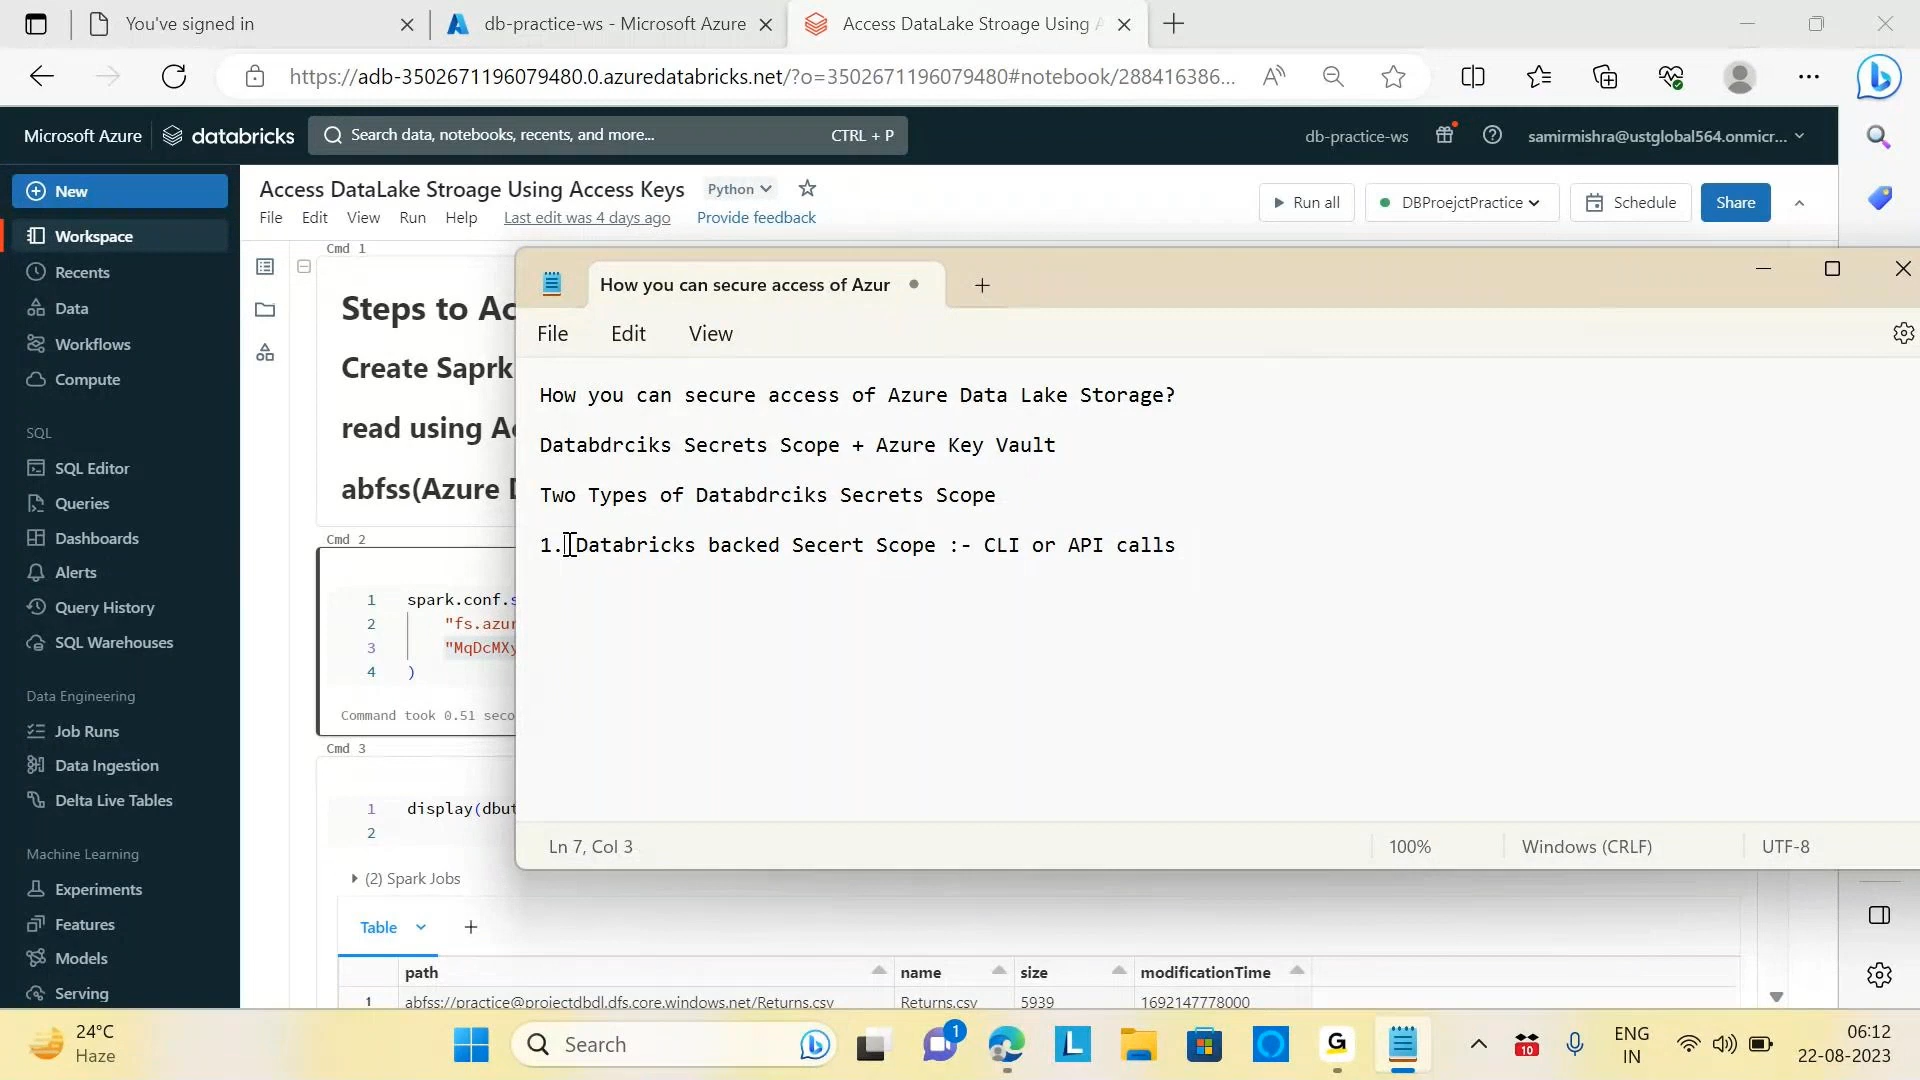 You've signed in
db-practice-ws - Microsoft Azure
Access DataLake Stroage Using A
https://adb-3502671196079480.0.azuredatabricks.net/?o=3502671196079480#notebook/288416386...
Microsoft Azure
databricks
Search data, notebooks, recents, and more...
CTRL + P
db-practice-ws
samirmishra@ustglobal564.onmicr...
New
Workspace
Recents
Data
Workflows
Compute
SQL
SQL Editor
Queries
Dashboards
Alerts
Query History
SQL Warehouses
Data Engineering
Job Runs
Data Ingestion
Delta Live Tables
Machine Learning
Experiments
Features
Models
Serving
Access DataLake Stroage Using Access Keys
Python
File Edit View Run Help Last edit was 4 days ago Provide feedback
Run all
DBProejctPractice
Schedule
Share
Cmd 1
Steps to Ac
Create Saprk
read using A
abfss(Azure D
Cmd 2
1 spark.conf.s
2 "fs.azur
3 "MqDcMXy
4 )
Command took 0.51 seco
Cmd 3
1 display(dbut
2
(2) Spark Jobs
Table
path name size modificationTime
1 abfss://practice@projectdbdl.dfs.core.windows.net/Returns.csv Returns.csv 5939 1692147778000
How you can secure access of Azur
File Edit View
How you can secure access of Azure Data Lake Storage?
Databdrciks Secrets Scope + Azure Key Vault
Two Types of Databdrciks Secrets Scope
1. Databricks backed Secert Scope :- CLI or API calls
Ln 7, Col 3
100%
Windows (CRLF)
UTF-8
24°C
Haze
Search
1
10
ENG
IN
06:12
22-08-2023